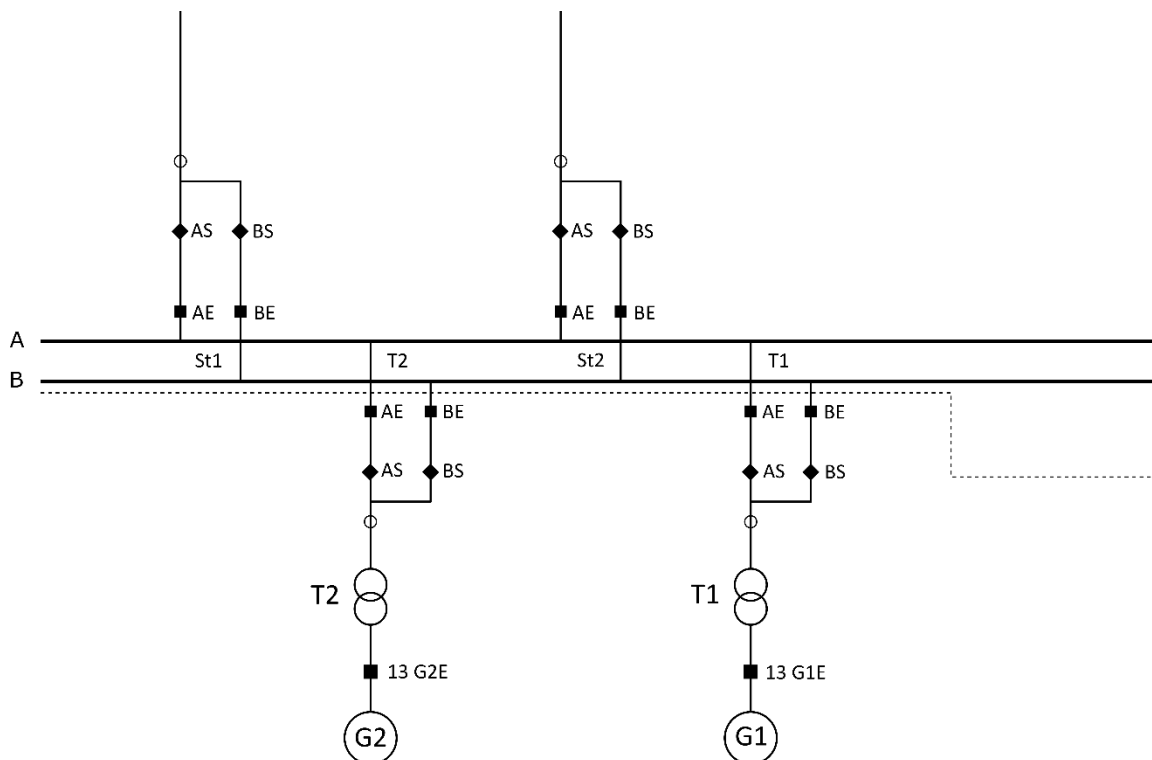 AS BS AS BS
AE BE AE BE
A
St1 T2 St2 T1
B
AE BE AE BE
AS BS AS BS
T2 T1
13 G2E 13 G1E
G2 G1